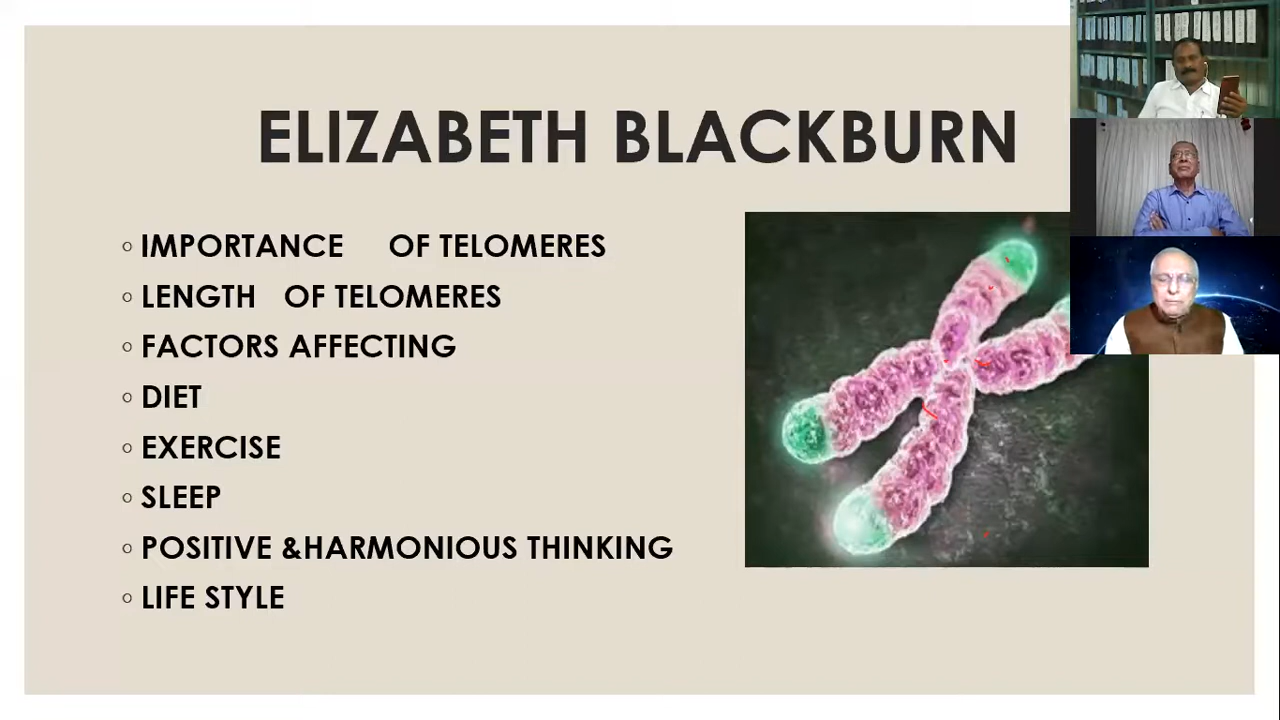 ELIZABETH BLACKBURN
◦ IMPORTANCE OF TELOMERES
◦ LENGTH OF TELOMERES
◦ FACTORS AFFECTING
◦ DIET
◦ EXERCISE
◦ SLEEP
◦ POSITIVE &HARMONIOUS THINKING
◦ LIFE STYLE